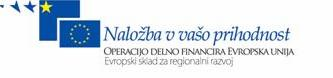 Naložba v vašo prihodnost
OPERACIJO DELNO FINANCIRA EVROPSKA UNIJA
Evropski sklad za regionalni razvoj